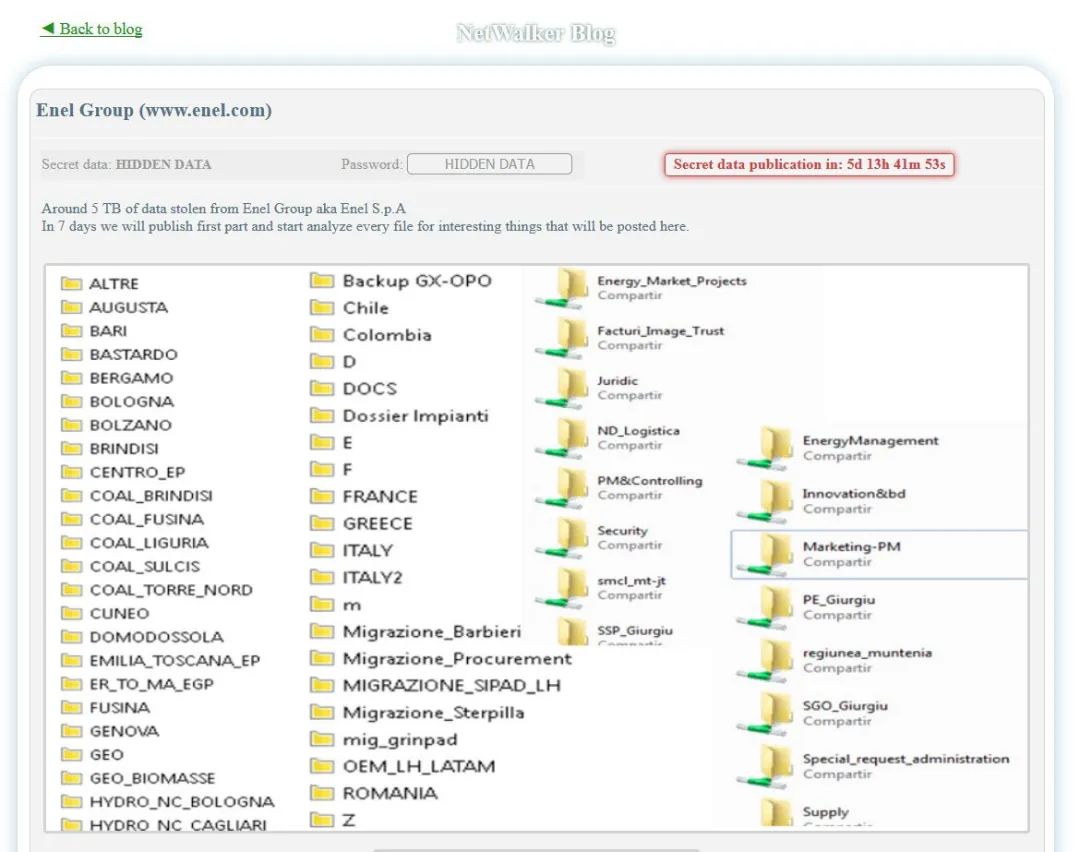 ◄ Back to blog
NetWalker Blog
Enel Group (www.enel.com)
Secret data: HIDDEN DATA
Password: HIDDEN DATA
Secret data publication in: 5d 13h 41m 53s
Around 5 TB of data stolen from Enel Group aka Enel S.p.A
In 7 days we will publish first part and start analyze every file for interesting things that will be posted here.
ALTRE
AUGUSTA
BARI
BASTARDO
BERGAMO
BOLOGNA
BOLZANO
BRINDISI
CENTRO_EP
COAL_BRINDISI
COAL_FUSINA
COAL_LIGURIA
COAL_SULCIS
COAL_TORRE_NORD
CUNEO
DOMODOSSOLA
EMILIA_TOSCANA_EP
ER_TO_MA_EGP
FUSINA
GENOVA
GEO
GEO_BIOMASSE
HYDRO_NC_BOLOGNA
HYDRO_NC_CAGLIARI
Backup GX-OPO
Chile
Colombia
D
DOCS
Dossier Impianti
E
F
FRANCE
GREECE
ITALY
ITALY2
m
Migrazione_Barbieri
Migrazione_Procurement
MIGRAZIONE_SIPAD_LH
Migrazione_Sterpilla
mig_grinpad
OEM_LH_LATAM
ROMANIA
Z
Energy_Market_Projects
Compartir
Facturi_Image_Trust
Compartir
Juridic
Compartir
ND_Logistica
Compartir
PM&Controlling
Compartir
Security
Compartir
smcl_mt-jt
Compartir
SSP_Giurgiu
Compartir
EnergyManagement
Compartir
Innovation&bd
Compartir
Marketing-PM
Compartir
PE_Giurgiu
Compartir
regiunea_muntenia
Compartir
SGO_Giurgiu
Compartir
Special_request_administration
Compartir
Supply
Compartir